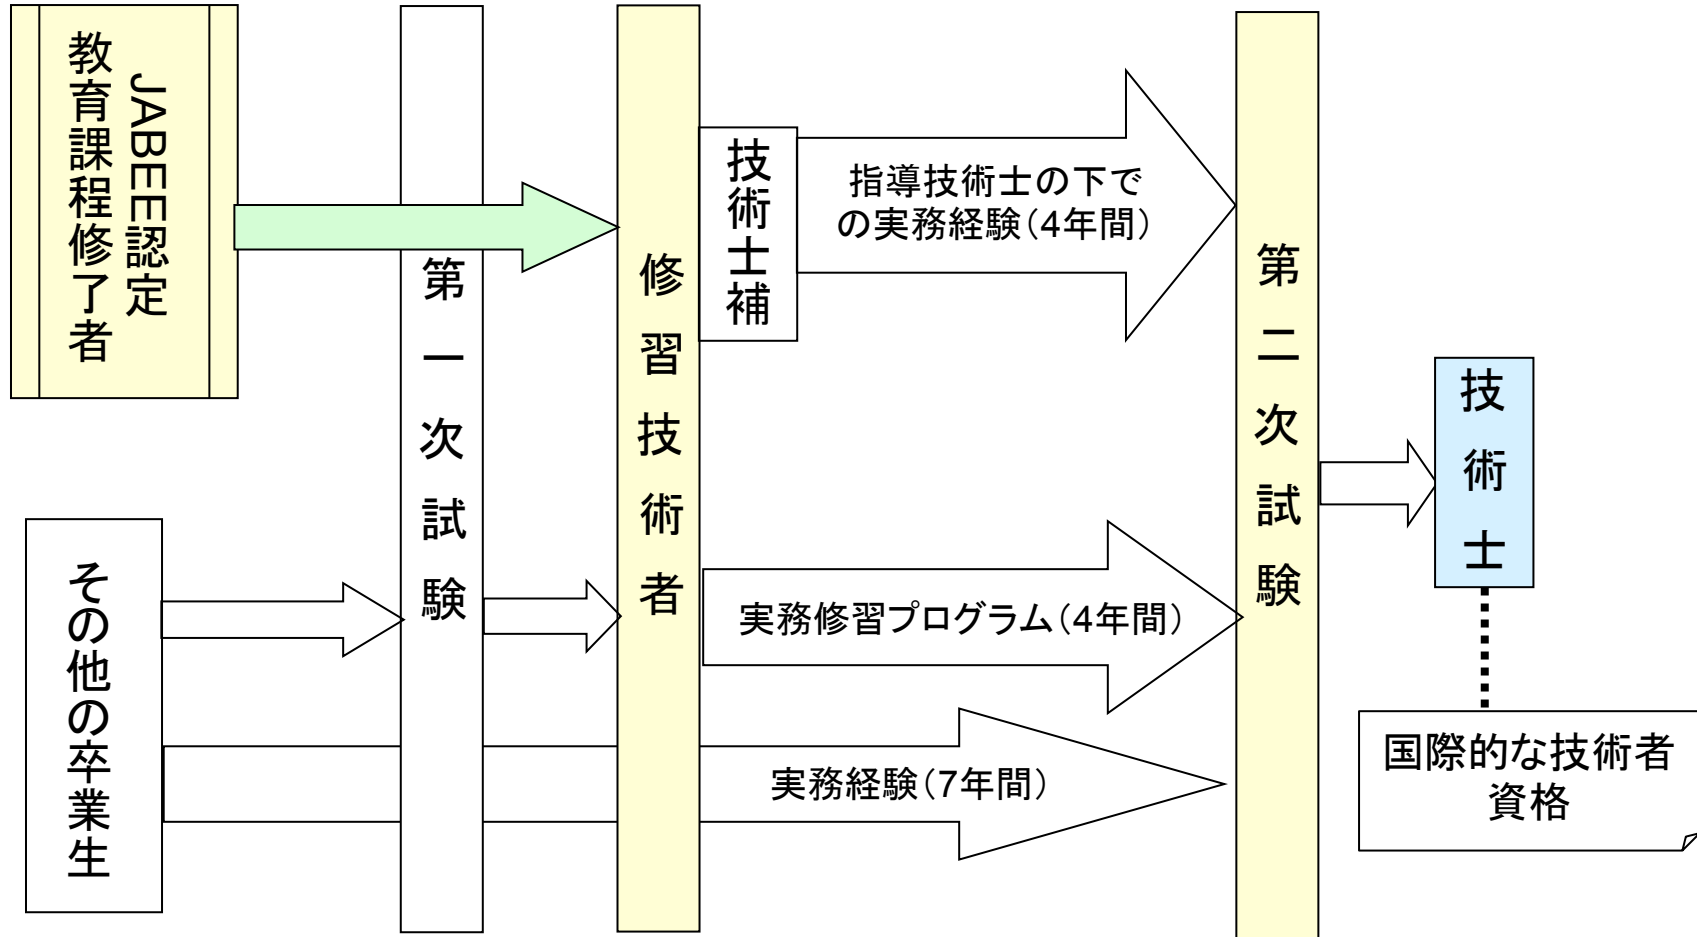 JABEE認定
教育課程修了者
第一次試験
修習技術者
技術士補
指導技術士の下で
の実務経験（4年間）
第二次試験
技術士
その他の卒業生
実務修習プログラム（4年間）
実務経験（7年間）
国際的な技術者
資格